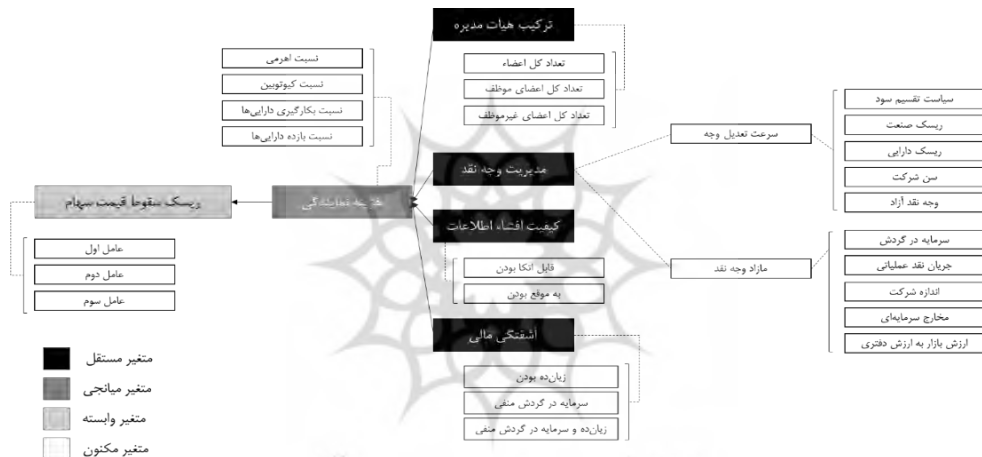 ترکیب هیات مدیره
تعداد کل اعضاء
تعداد کل اعضای موظف
تعداد کل اعضای غیرموظف
نسبت اهرمی
نسبت کیوتوبین
نسبت بکارگیری دارایی‌ها
نسبت بازده دارایی‌ها
سیاست تقسیم سود
ریسک صنعت
ریسک دارایی
سن شرکت
وجه نقد آزاد
سرعت تعدیل وجه
مدیریت وجه نقد
هزینه نمایندگی
ریسک سقوط قیمت سهام
کیفیت افشاء اطلاعات
قابل اتکا بودن
به موقع بودن
مازاد وجه نقد
سرمایه در گردش
جریان نقد عملیاتی
اندازه شرکت
مخارج سرمایه‌ای
ارزش بازار به ارزش دفتری
عامل اول
عامل دوم
عامل سوم
آشفتگی مالی
زیان‌ده بودن
سرمایه در گردش منفی
زیان‌ده و سرمایه در گردش منفی
متغیر مستقل
متغیر میانجی
متغیر وابسته
متغیر مکنون